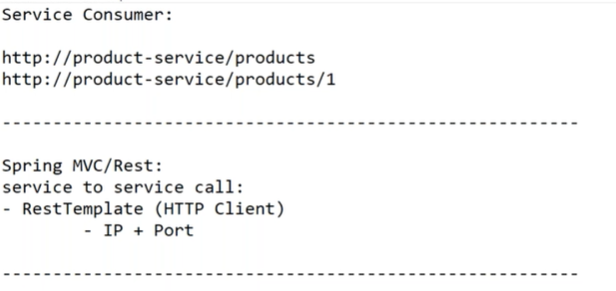 Service Consumer:
http://product-service/products
http://product-service/products/1
---------------------------------------------------------
Spring MVC/Rest:
service to service call:
- RestTemplate (HTTP Client)
- IP + Port
---------------------------------------------------------